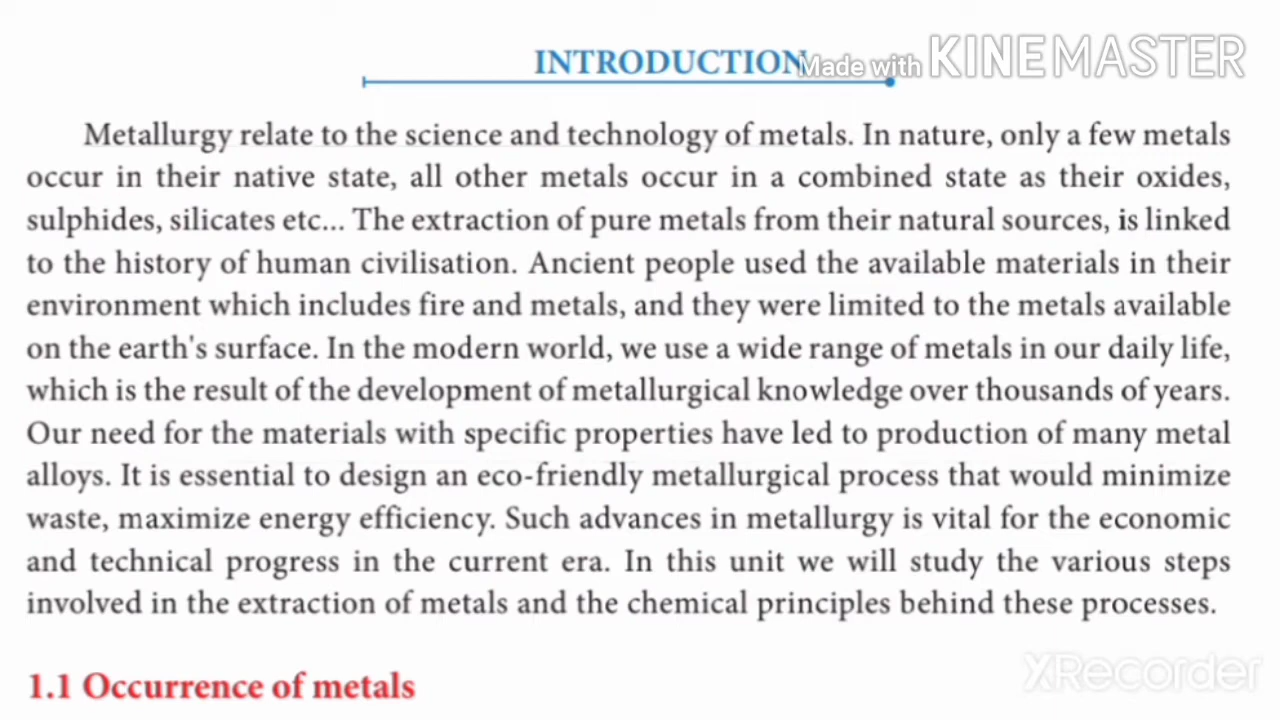 INTRODUCTION
Made with KINEMASTER
Metallurgy relate to the science and technology of metals. In nature, only a few metals
occur in their native state, all other metals occur in a combined state as their oxides,
sulphides, silicates etc... The extraction of pure metals from their natural sources, is linked
to the history of human civilisation. Ancient people used the available materials in their
environment which includes fire and metals, and they were limited to the metals available
on the earth's surface. In the modern world, we use a wide range of metals in our daily life,
which is the result of the development of metallurgical knowledge over thousands of years.
Our need for the materials with specific properties have led to production of many metal
alloys. It is essential to design an eco-friendly metallurgical process that would minimize
waste, maximize energy efficiency. Such advances in metallurgy is vital for the economic
and technical progress in the current era. In this unit we will study the various steps
involved in the extraction of metals and the chemical principles behind these processes.
1.1 Occurrence of metals
XRecorder